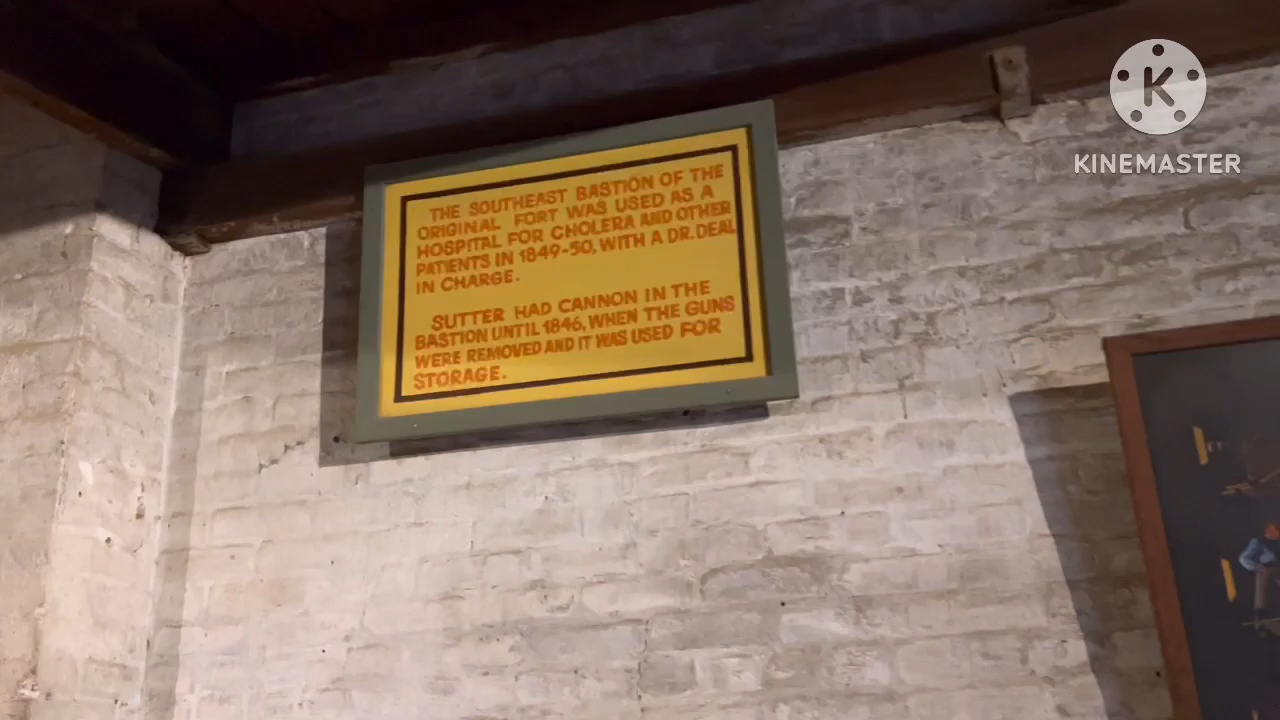 K
KINEMASTER
THE SOUTHEAST BASTION OF THE
ORIGINAL FORT WAS USED AS A
HOSPITAL FOR CHOLERA AND OTHER
PATIENTS IN 1849-50, WITH A DR. DEAL
IN CHARGE.
SUTTER HAD CANNON IN THE
BASTION UNTIL 1846, WHEN THE GUNS
WERE REMOVED AND IT WAS USED FOR
STORAGE.